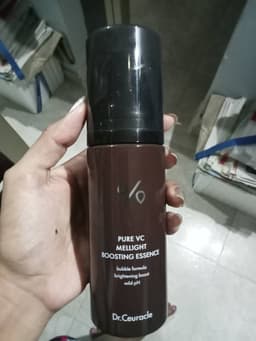 PURE VC
MELLIGHT
BOOSTING ESSENCE
bubble formula
brightening boost
mild pH
Dr.Ceuracle